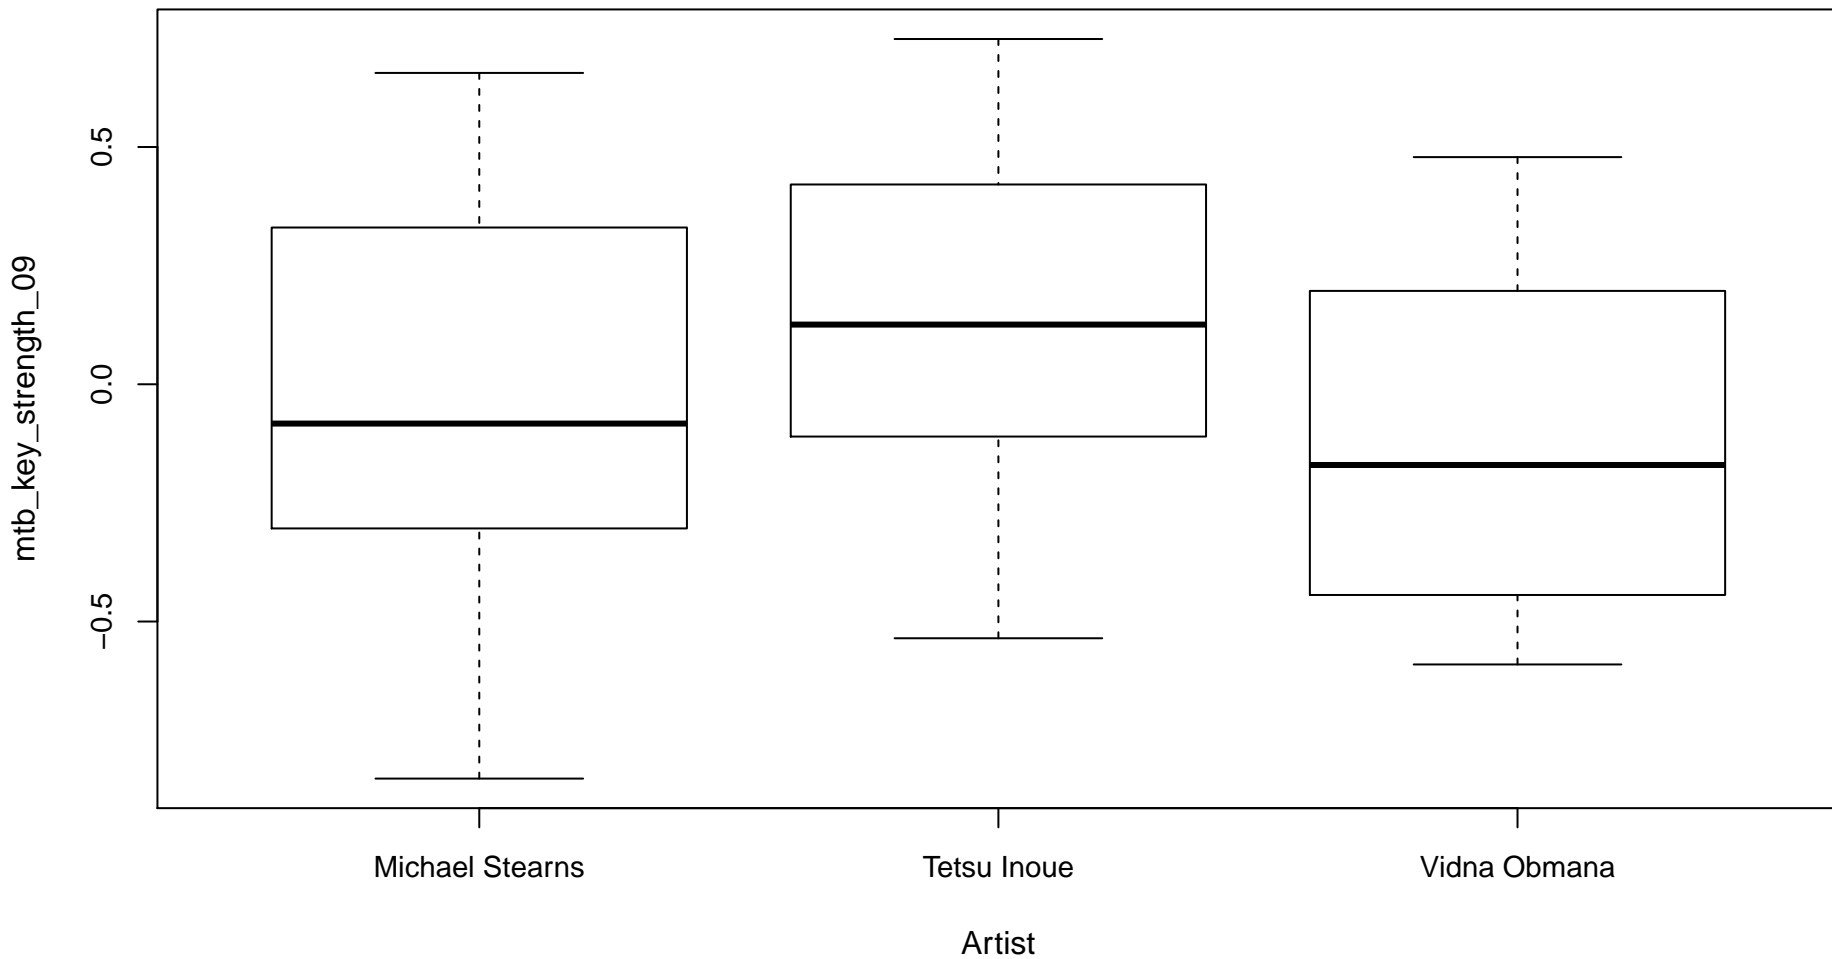 mtb_key_strength_09
0.5
0.0
−0.5
Michael Stearns
Tetsu Inoue
Vidna Obmana
Artist